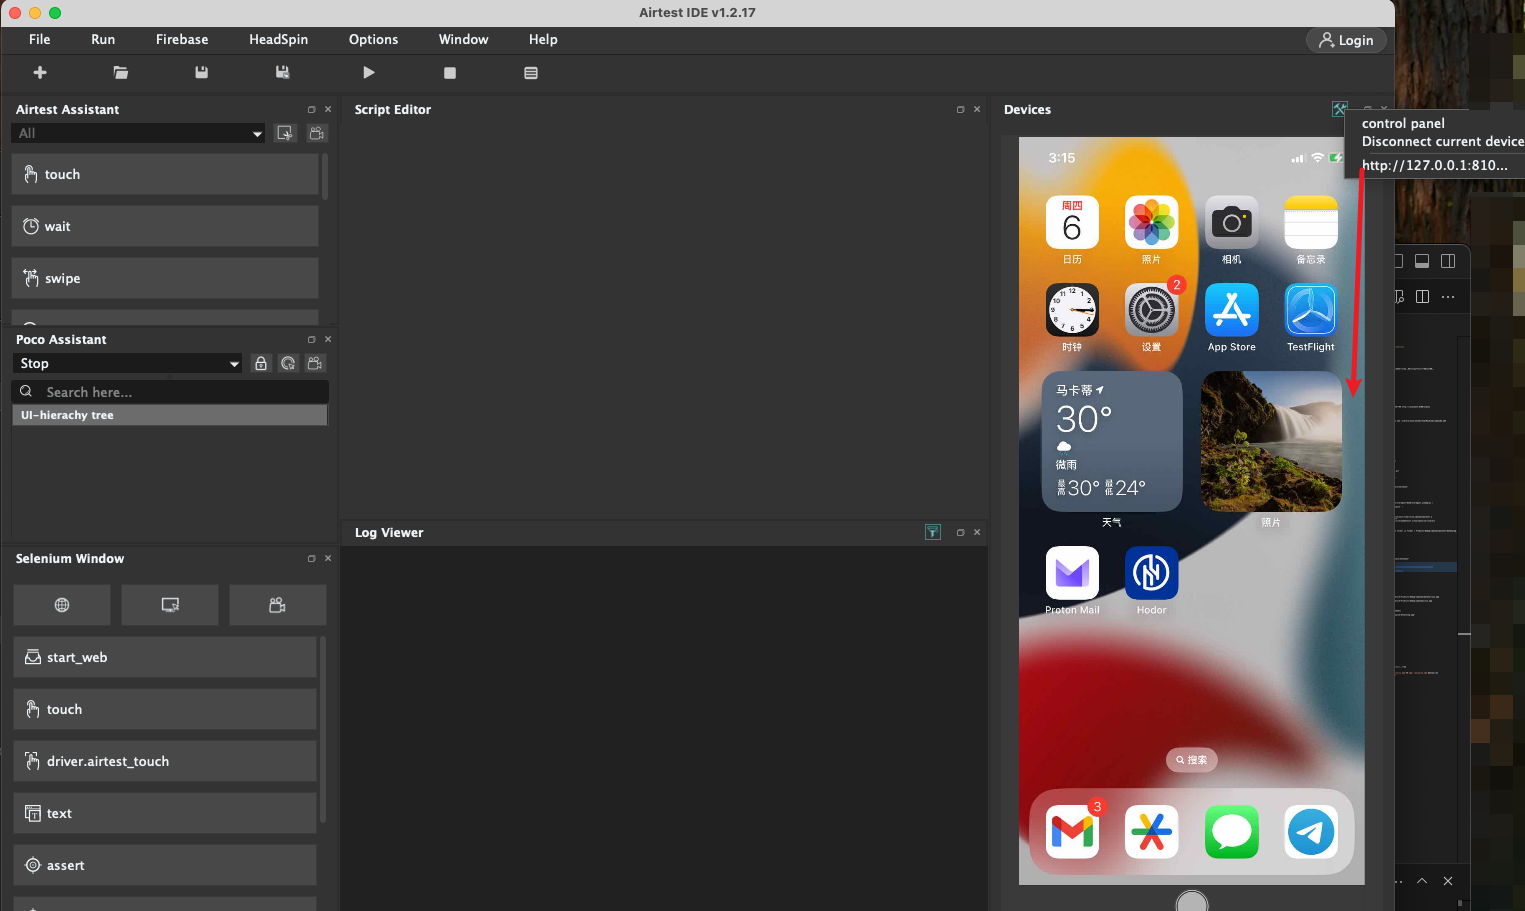 Airtest IDE v1.2.17
File Run Firebase HeadSpin Options Window Help Login
Airtest Assistant
All
touch
wait
swipe
Poco Assistant
Stop
Search here...
UI-hierachy tree
Selenium Window
start_web
touch
driver.airtest_touch
text
assert
Script Editor
Log Viewer
Devices
control panel
Disconnect current device
http://127.0.0.1:810...
3:15
周四
6
日历
照片
相机
备忘录
12
时钟
2
设置
App Store
TestFlight
马卡蒂
30°
微雨
最高30° 最低24°
天气
照片
Proton Mail
Hodor
搜索
3